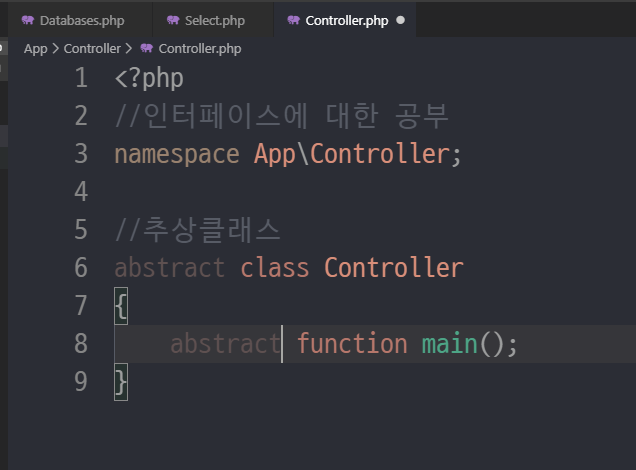 Databases.php Select.php Controller.php
App > Controller > Controller.php
1 <?php
2 //인터페이스에 대한 공부
3 namespace App\Controller;
4
5 //추상클래스
6 abstract class Controller
7 {
8     abstract function main();
9 }